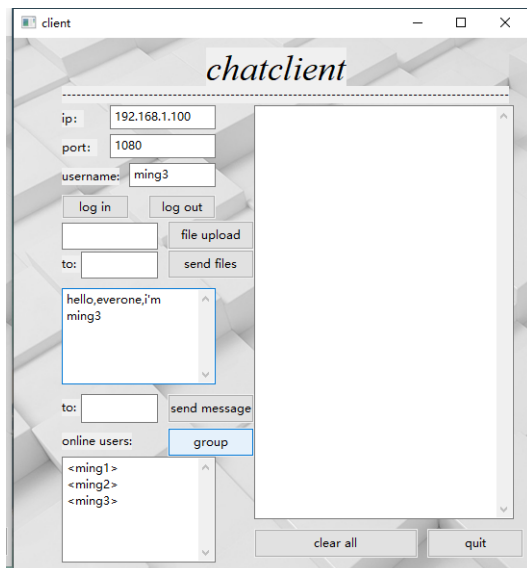 client
chatclient
ip: 192.168.1.100
port: 1080
username: ming3
log in log out
file upload
to: send files
hello,everone,i'm
ming3
to: send message
online users: group
<ming1>
<ming2>
<ming3>
clear all quit